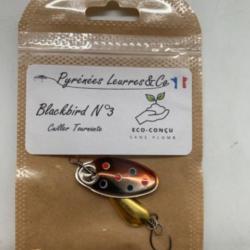 Pyrénées Leurres&Co
Blackbird N°3
Cuiller Tournante
ECO-CONÇU
SANS PLOMB